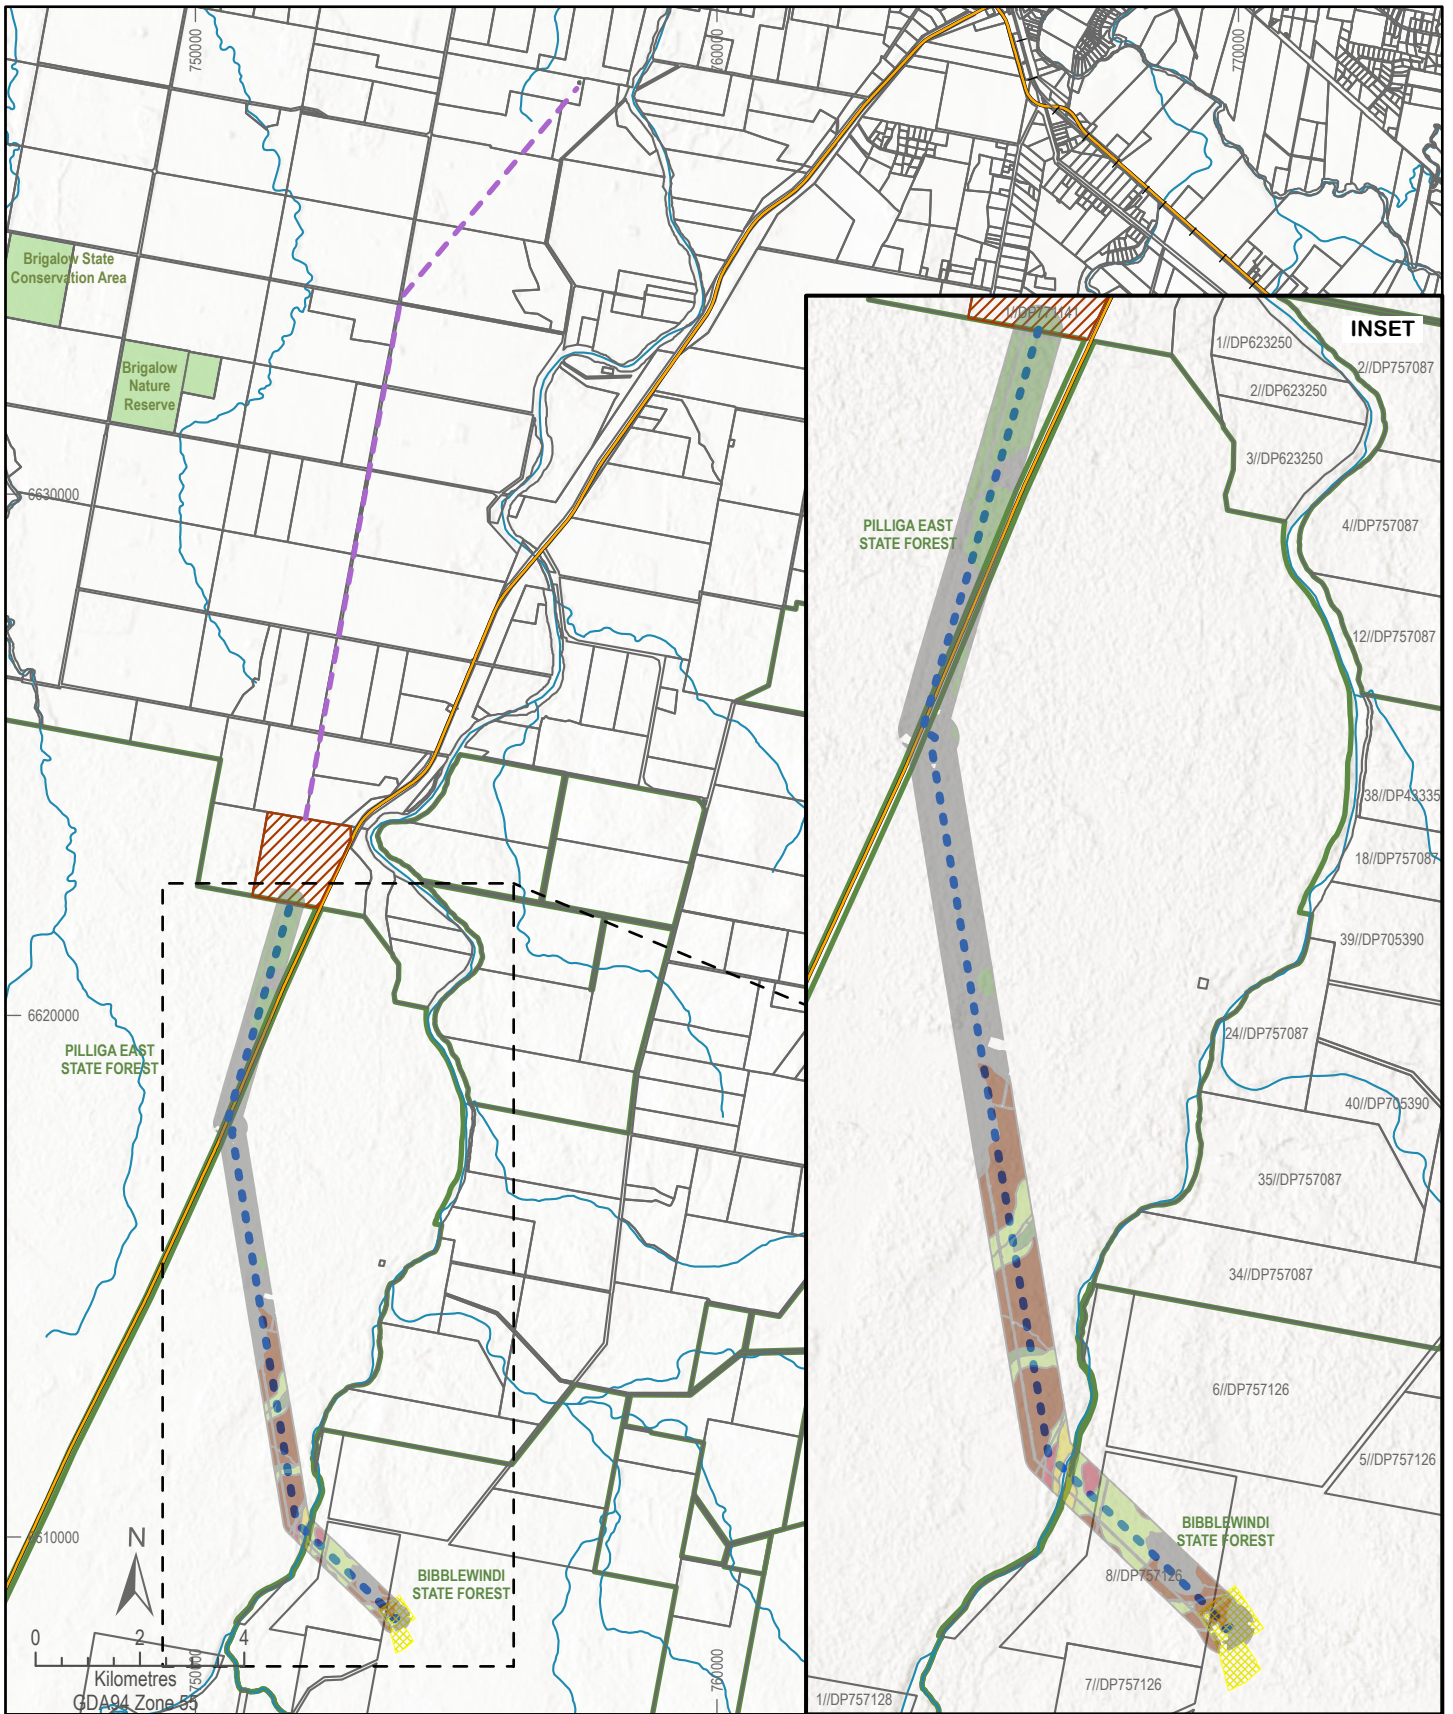 750000
760000
770000
Brigalow State
Conservation Area
Brigalow
Nature
Reserve
6630000
6620000
PILLIGA EAST
STATE FOREST
6610000
N
BIBBLEWINDI
STATE FOREST
0
2
4
Kilometres
GDA94 Zone 55
750000
760000
INSET
1//DP771141
1//DP623250
2//DP757087
2//DP623250
3//DP623250
PILLIGA EAST
STATE FOREST
4//DP757087
12//DP757087
38//DP43335
18//DP757087
39//DP705390
24//DP757087
40//DP705390
35//DP757087
34//DP757087
6//DP757126
5//DP757126
BIBBLEWINDI
STATE FOREST
8//DP757126
7//DP757126
1//DP757128